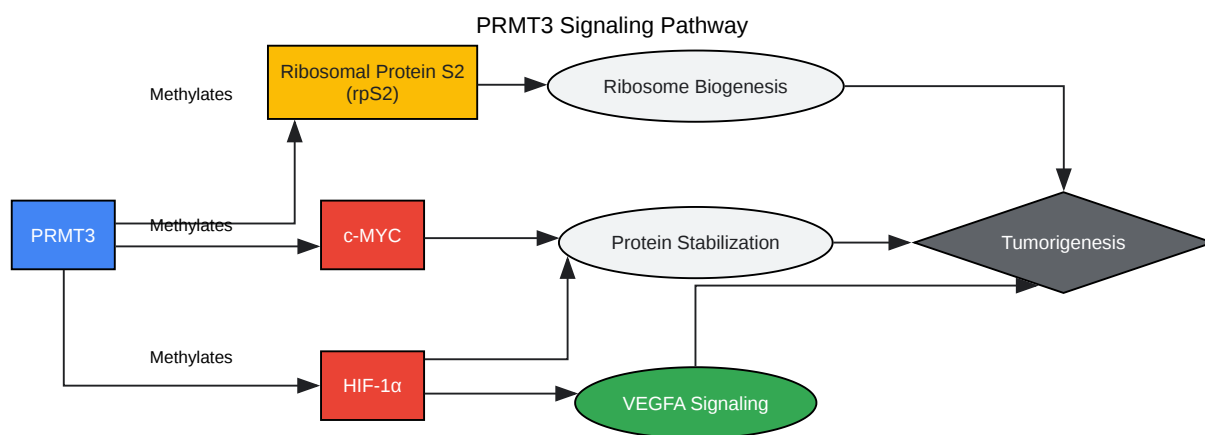 PRMT3 Signaling Pathway
Ribosomal Protein S2
(rpS2)
Ribosome Biogenesis
Methylates
PRMT3
Methylates
c-MYC
Protein Stabilization
Tumorigenesis
Methylates
HIF-1α
VEGFA Signaling